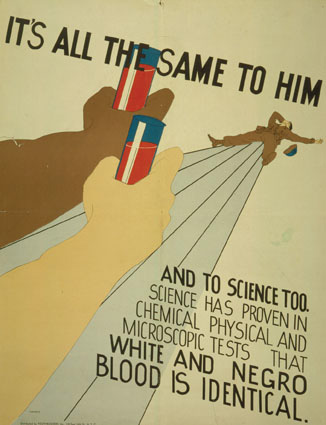 IT'S ALL THE SAME TO HIM
AND TO SCIENCE TOO.
SCIENCE HAS PROVEN IN
CHEMICAL PHYSICAL AND
MICROSCOPIC TESTS THAT
WHITE AND NEGRO
BLOOD IS IDENTICAL.